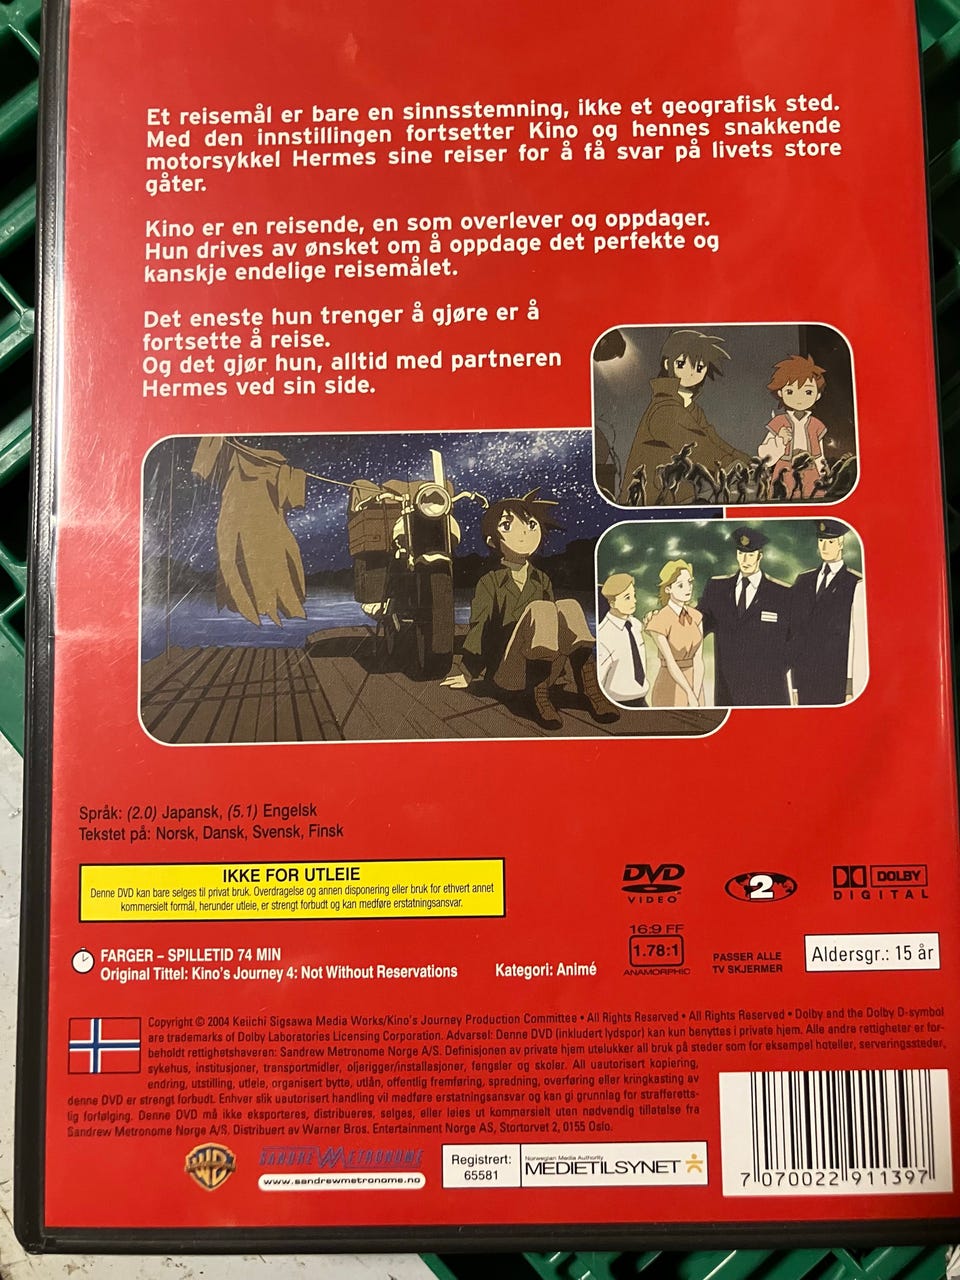 Et reisemål er bare en sinnsstemning, ikke et geografisk sted.
Med den innstillingen fortsetter Kino og hennes snakkende
motorsykkel Hermes sine reiser for å få svar på livets store
gåter.
Kino er en reisende, en som overlever og oppdager.
Hun drives av ønsket om å oppdage det perfekte og
kanskje endelige reisemålet.
Det eneste hun trenger å gjøre er å
fortsette å reise.
Og det gjør hun, alltid med partneren
Hermes ved sin side.
Språk: (2.0) Japansk, (5.1) Engelsk
Tekstet på: Norsk, Dansk, Svensk, Finsk
IKKE FOR UTLEIE
Denne DVD kan bare selges til privat bruk. Overdragelse og annen disponering eller bruk for ethvert annet
kommersielt formål, herunder utleie, er strengt forbudt og kan medføre erstatningsansvar.
DVD
VIDEO
2
DOLBY
DIGITAL
FARGER – SPILLETID 74 MIN
Original Tittel: Kino's Journey 4: Not Without Reservations
Kategori: Animé
16:9 FF
1.78:1
ANAMORPHIC
PASSER ALLE
TV SKJERMER
Aldersgr.: 15 år
Copyright © 2004 Keiichi Sigsawa Media Works/Kino's Journey Production Committee • All Rights Reserved • All Rights Reserved • Dolby and the Dolby D-symbol
are trademarks of Dolby Laboratories Licensing Corporation. Advarsel: Denne DVD (inkludert lydspor) kan kun benyttes i private hjem. Alle andre rettigheter er for-
beholdt rettighetshaveren: Sandrew Metronome Norge A/S. Definisjonen av private hjem utelukker all bruk på steder som for eksempel hoteller, serveringssteder,
sykehus, institusjoner, transportmidler, oljerigger/installasjoner, fengsler og skoler. All uautorisert kopiering,
endring, utstilling, utleie, organisert bytte, utlån, offentlig fremføring, spredning, overføring eller kringkasting av
denne DVD er strengt forbudt. Enhver slik uautorisert handling vil medføre erstatningsansvar og kan gi grunnlag for strafferetts-
lig forfølging. Denne DVD må ikke eksporteres, distribueres, selges, eller leies ut kommersielt uten nødvendig tillatelse fra
Sandrew Metronome Norge A/S. Distribuert av Warner Bros. Entertainment Norge AS, Stortorvet 2, 0155 Oslo.
WB
SANDREW METRONOME
www.sandrewmetronome.no
Registrert:
65581
Norwegian Media Authority
MEDIETILSYNET
7 070022 911397